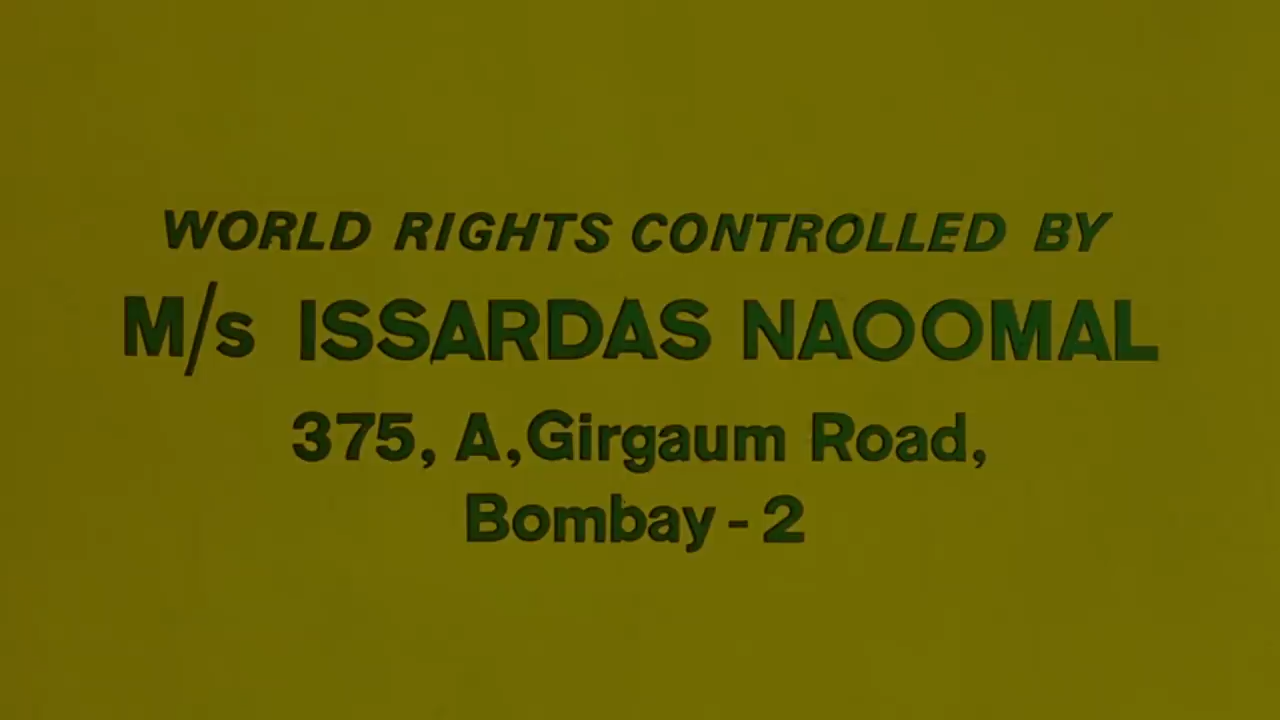 WORLD RIGHTS CONTROLLED BY
M/s ISSARDAS NAOOMAL
375, A, Girgaum Road,
Bombay - 2